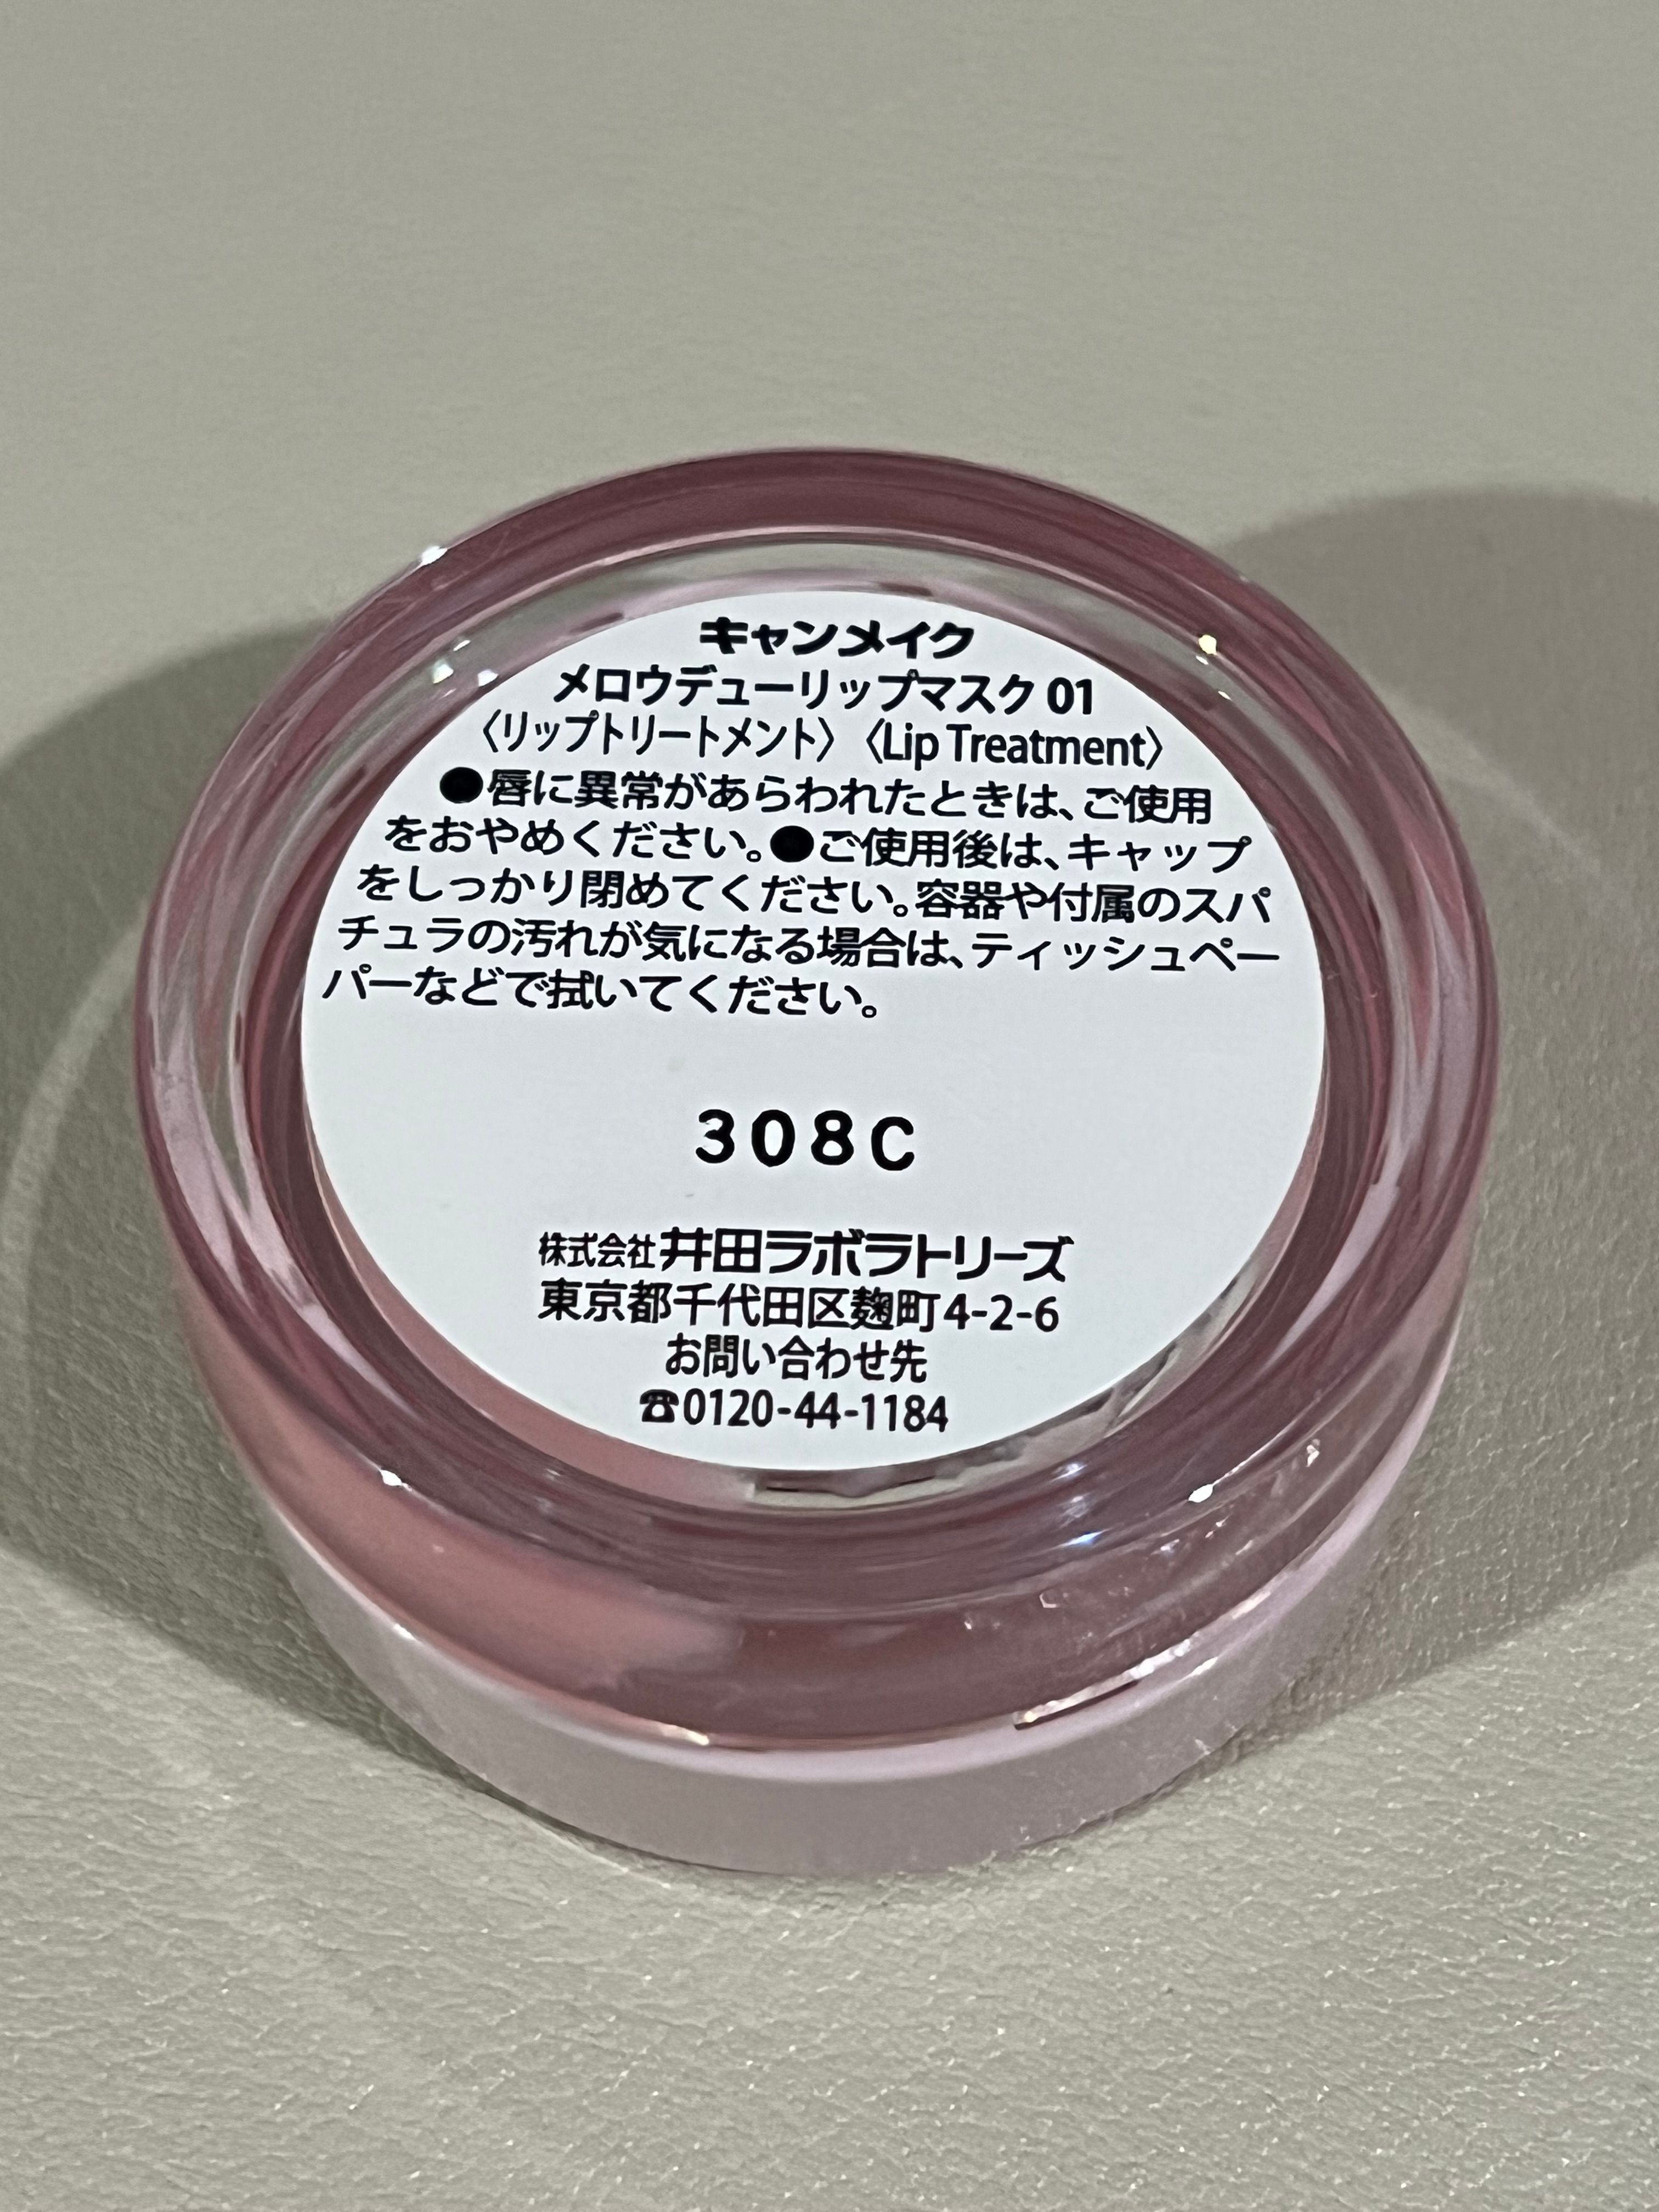 キャンメイク
メロウデューリップマスク 01
〈リップトリートメント〉〈Lip Treatment〉
●唇に異常があらわれたときは、ご使用
をおやめください。●ご使用後は、キャップ
をしっかり閉めてください。容器や付属のスパ
チュラの汚れが気になる場合は、ティッシュペー
パーなどで拭いてください。
308C
株式会社井田ラボラトリーズ
東京都千代田区麹町4-2-6
お問い合わせ先
☎0120-44-1184